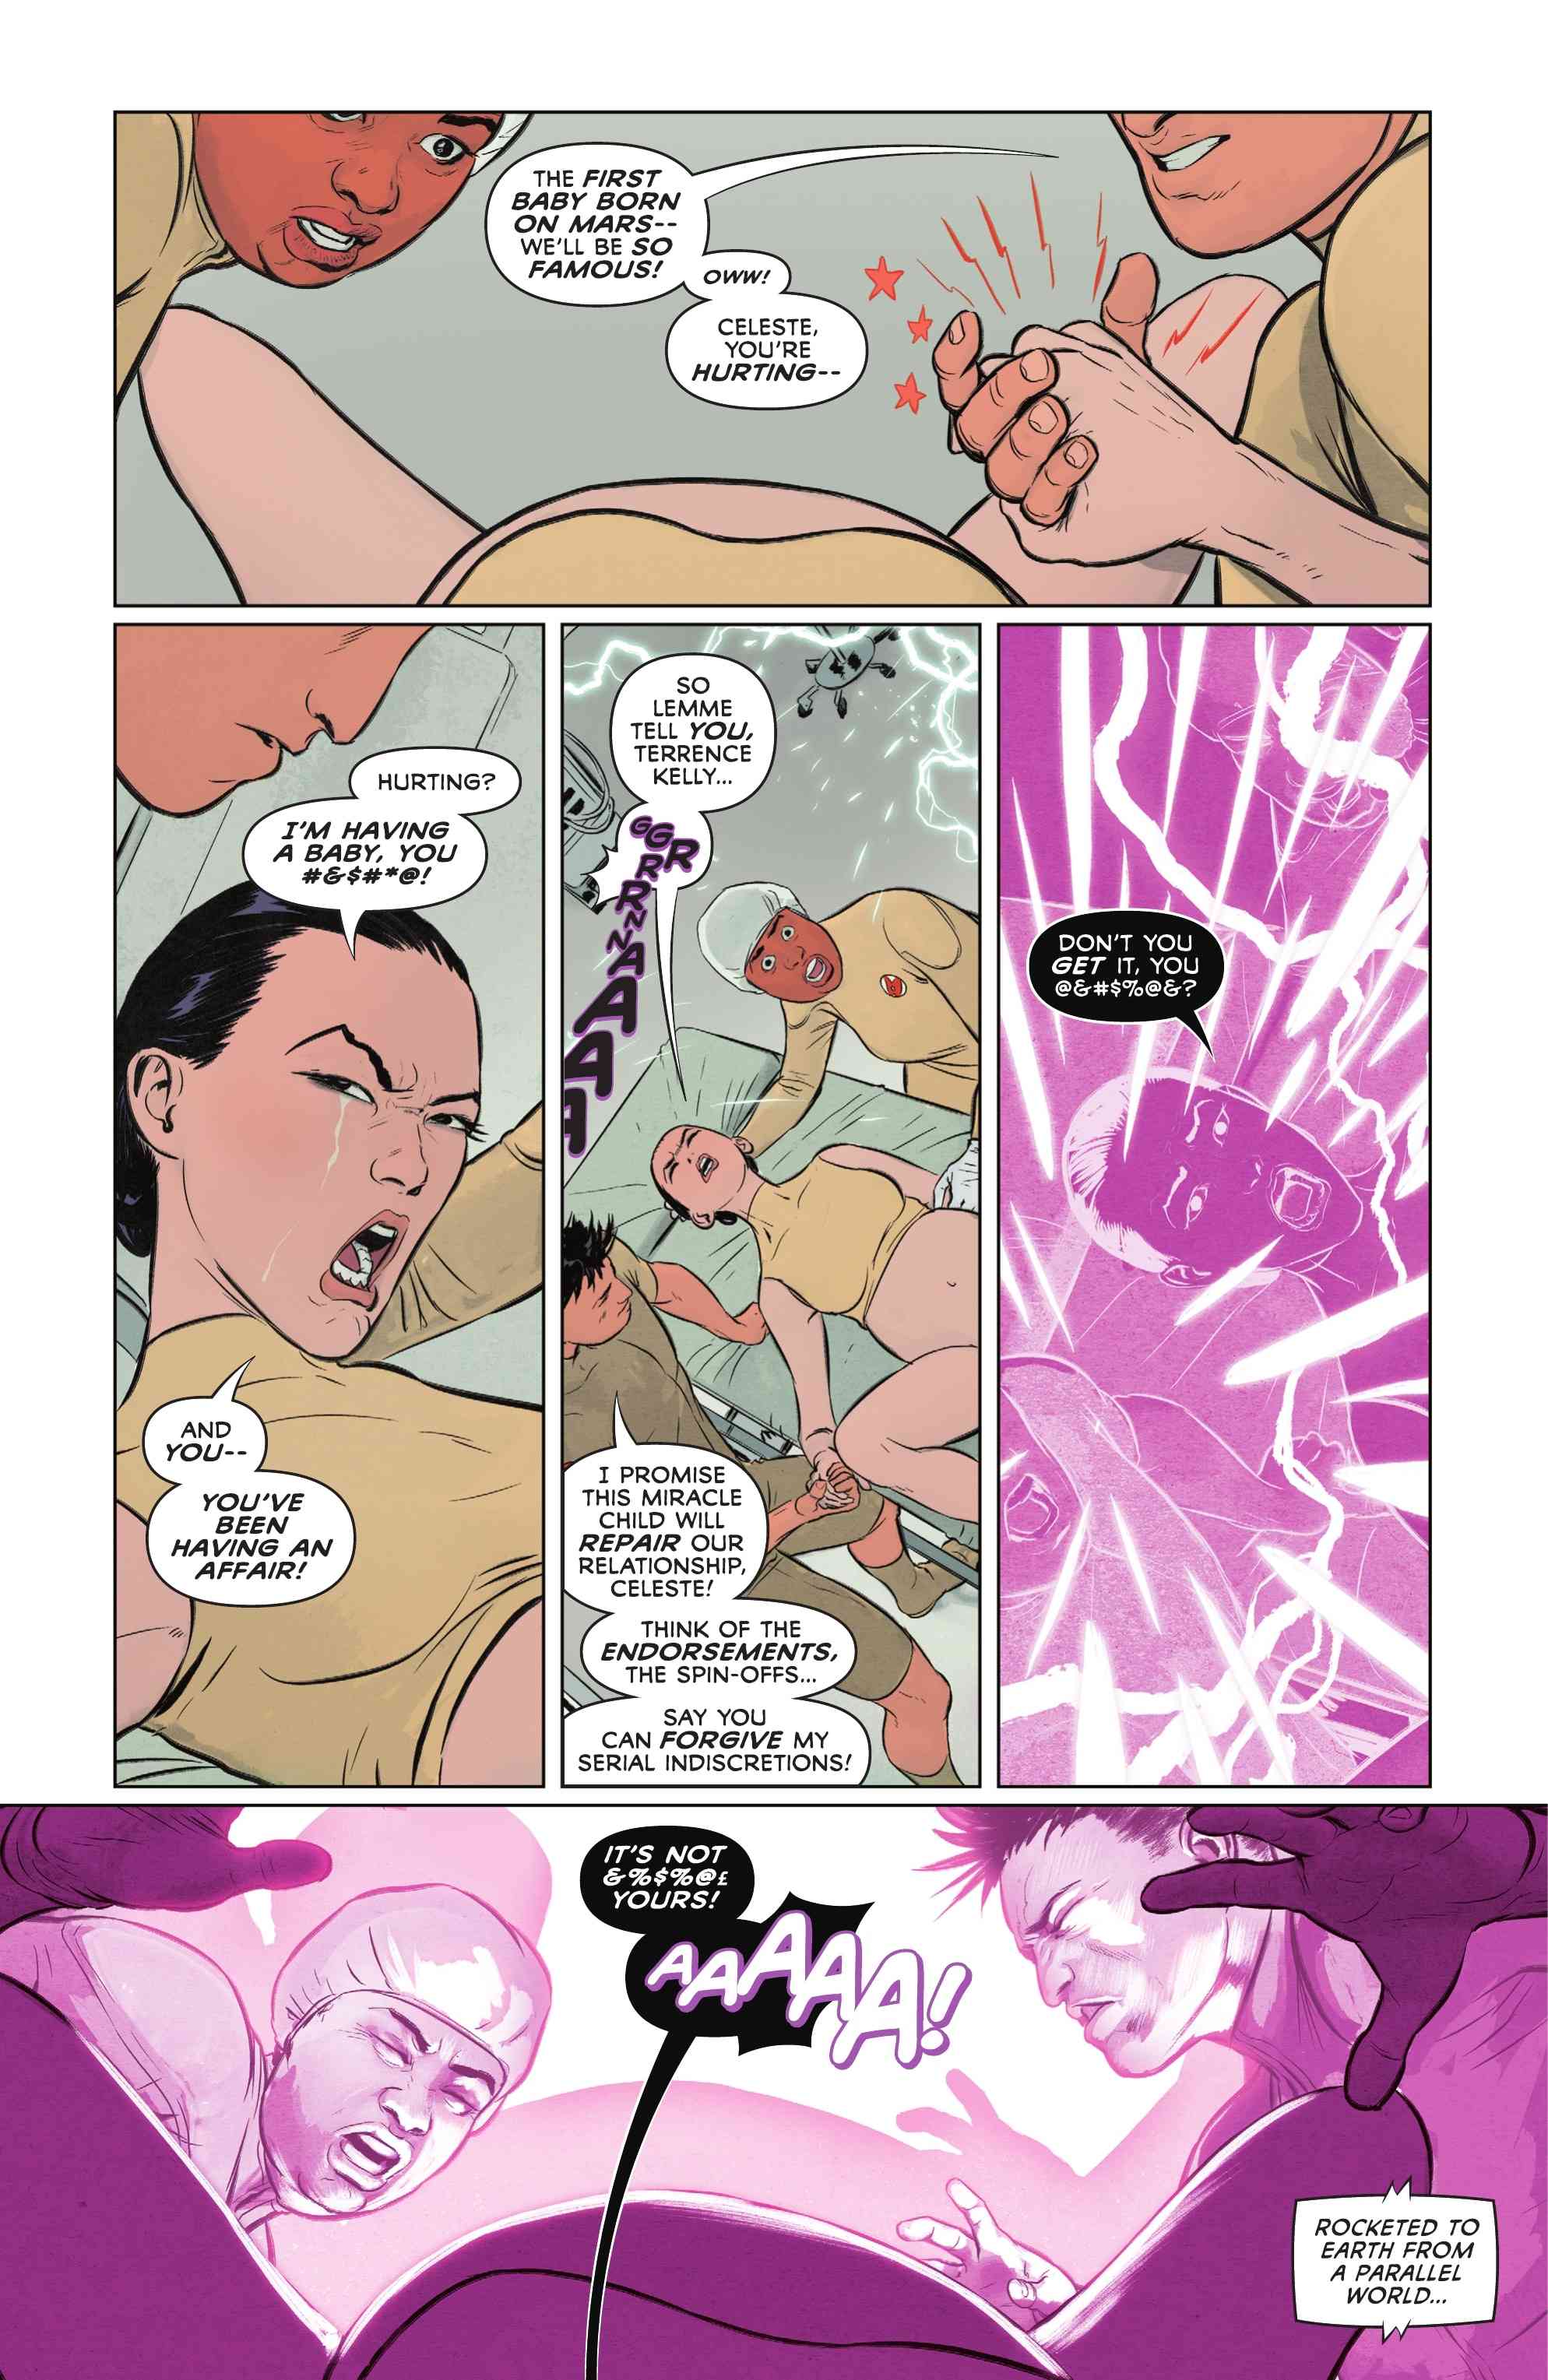 THE FIRST
BABY BORN
ON MARS--
WE'LL BE SO
FAMOUS!
OWW!
CELESTE,
YOU'RE
HURTING--
HURTING?
I'M HAVING
A BABY, YOU
#&$#*@!
AND
YOU--
YOU'VE
BEEN
HAVING AN
AFFAIR!
SO
LEMME
TELL YOU,
TERRENCE
KELLY...
GGRRRNNAAAAA
I PROMISE
THIS MIRACLE
CHILD WILL
REPAIR OUR
RELATIONSHIP,
CELESTE!
THINK OF THE
ENDORSEMENTS,
THE SPIN-OFFS...
SAY YOU
CAN FORGIVE MY
SERIAL INDISCRETIONS!
DON'T YOU
GET IT, YOU
@&#$%@&?
IT'S NOT
&%$%@£
YOURS!
AAAAA!
ROCKETED TO
EARTH FROM
A PARALLEL
WORLD...